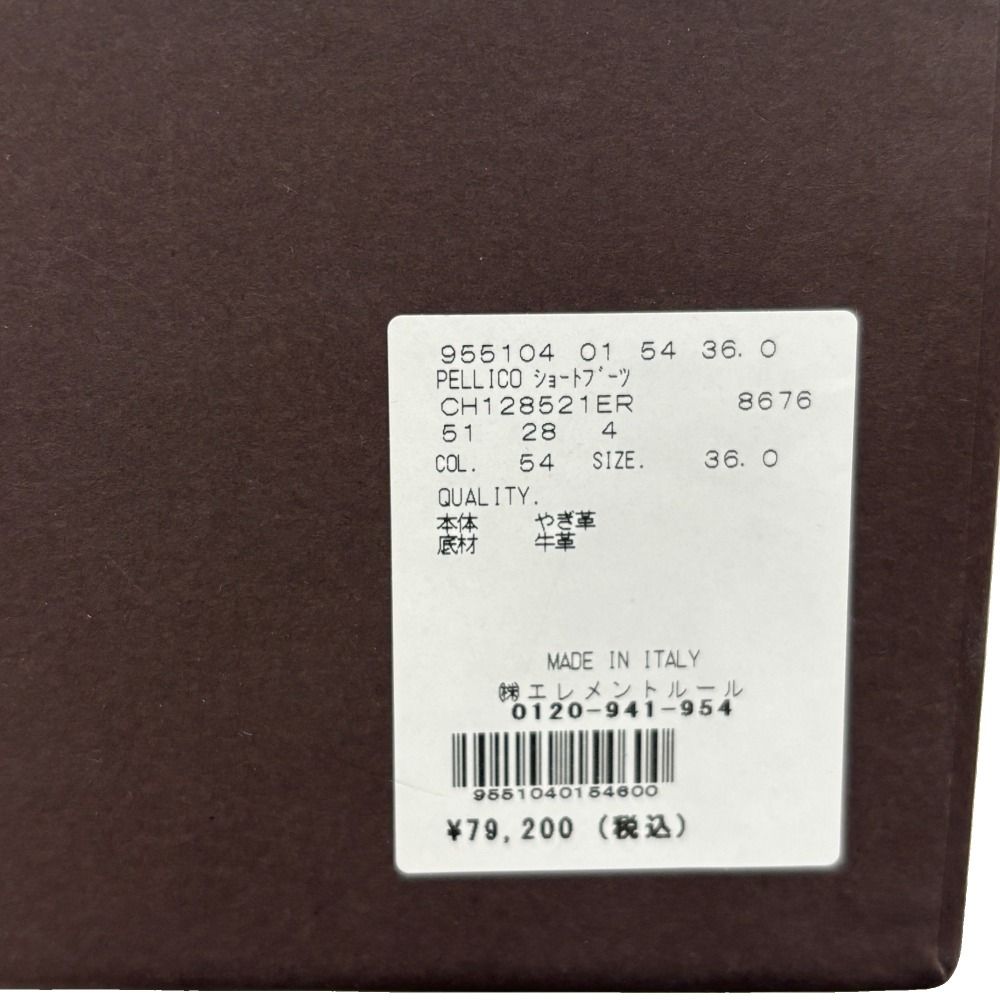 955104 01 54 36.0
PELLICO ｼｮｰﾄﾌﾞｰﾂ
CH128521ER 8676
51 28 4
COL. 54 SIZE. 36.0
QUALITY.
本体 やぎ革
底材 牛革
MADE IN ITALY
㈱エレメントルール
0120-941-954
9551040154600
¥79,200 (税込)